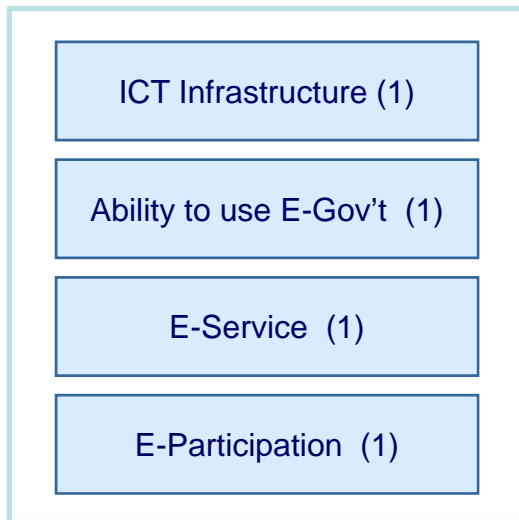 ICT Infrastructure (1)
Ability to use E-Gov't (1)
E-Service (1)
E-Participation (1)